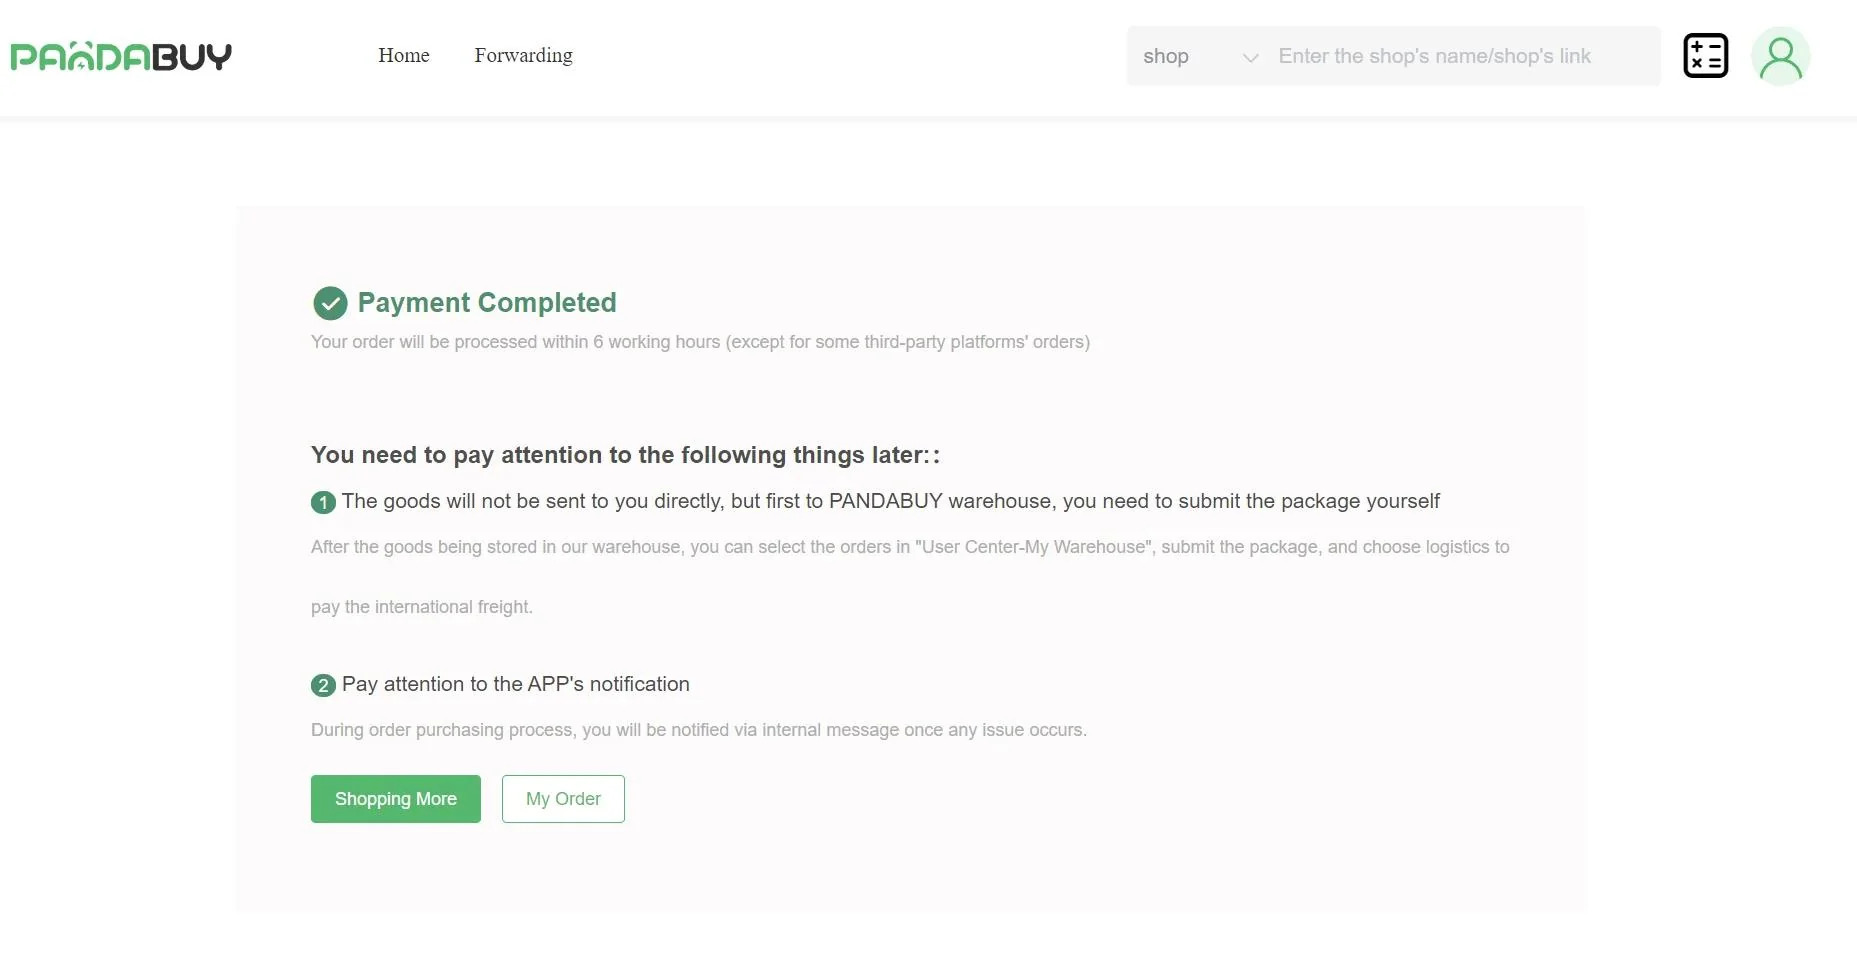 PANDABUY
Home
Forwarding
shop
Enter the shop's name/shop's link
Payment Completed
Your order will be processed within 6 working hours (except for some third-party platforms' orders)
You need to pay attention to the following things later::
1 The goods will not be sent to you directly, but first to PANDABUY warehouse, you need to submit the package yourself
After the goods being stored in our warehouse, you can select the orders in "User Center-My Warehouse", submit the package, and choose logistics to
pay the international freight.
2 Pay attention to the APP's notification
During order purchasing process, you will be notified via internal message once any issue occurs.
Shopping More
My Order